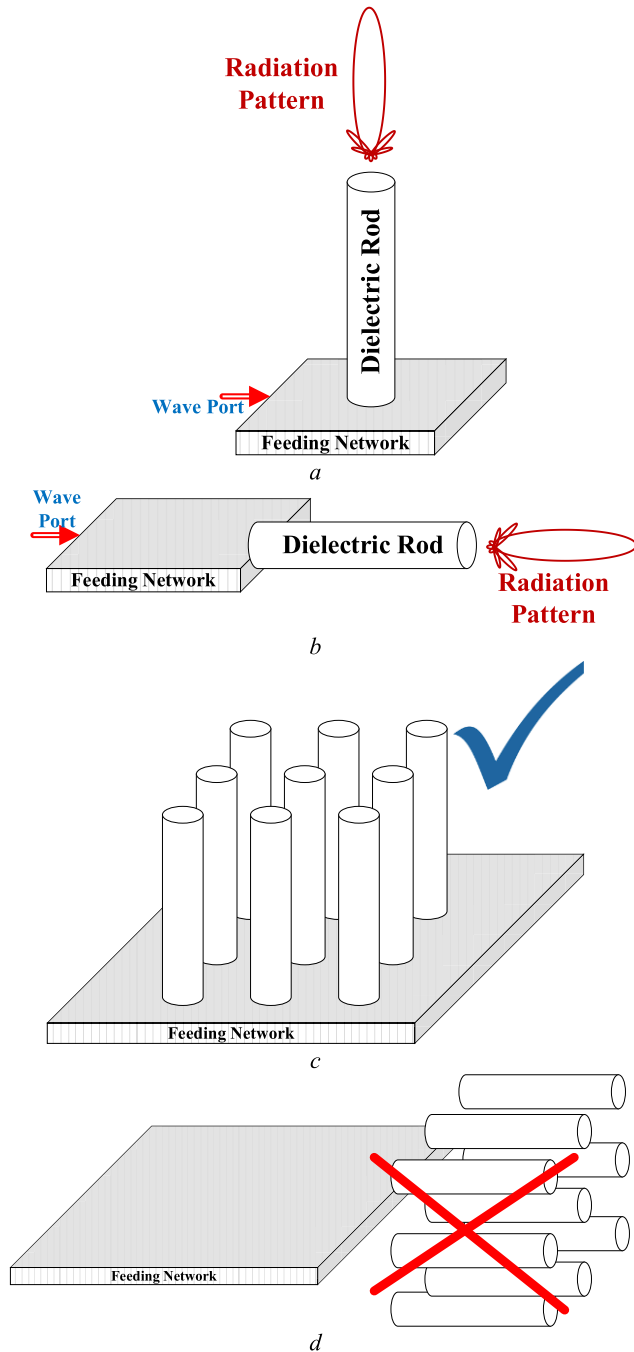 Radiation
Pattern
Dielectric Rod
Wave Port
Feeding Network
a
Wave
Port
Dielectric Rod
Feeding Network
Radiation
Pattern
b
Feeding Network
c
Feeding Network
d